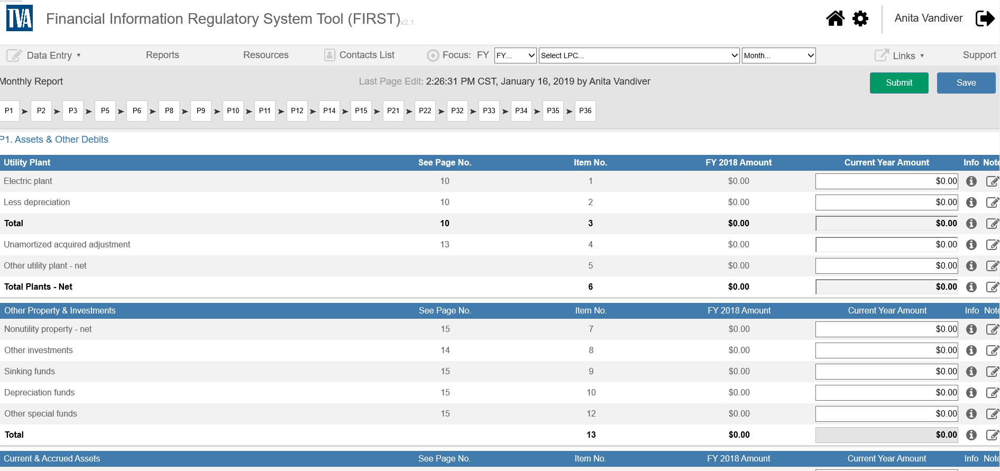 TVA Financial Information Regulatory System Tool (FIRST) v2.1 Anita Vandiver
Data Entry ▼ Reports Resources Contacts List Focus: FY FY... Select LPC... Month... Links ▼ Support
Monthly Report Last Page Edit: 2:26:31 PM CST, January 16, 2019 by Anita Vandiver Submit Save
P1 ➤ P2 ➤ P3 ➤ P5 ➤ P6 ➤ P8 ➤ P9 ➤ P10 ➤ P11 ➤ P12 ➤ P14 ➤ P15 ➤ P21 ➤ P22 ➤ P32 ➤ P33 ➤ P34 ➤ P35 ➤ P36
P1. Assets & Other Debits
Utility Plant See Page No. Item No. FY 2018 Amount Current Year Amount Info Note
Electric plant 10 1 $0.00 $0.00
Less depreciation 10 2 $0.00 $0.00
Total 10 3 $0.00 $0.00
Unamortized acquired adjustment 13 4 $0.00 $0.00
Other utility plant - net 5 $0.00 $0.00
Total Plants - Net 6 $0.00 $0.00
Other Property & Investments See Page No. Item No. FY 2018 Amount Current Year Amount Info Note
Nonutility property - net 15 7 $0.00 $0.00
Other investments 14 8 $0.00 $0.00
Sinking funds 15 9 $0.00 $0.00
Depreciation funds 15 10 $0.00 $0.00
Other special funds 15 12 $0.00 $0.00
Total 13 $0.00 $0.00
Current & Accrued Assets See Page No. Item No. FY 2018 Amount Current Year Amount Info Note